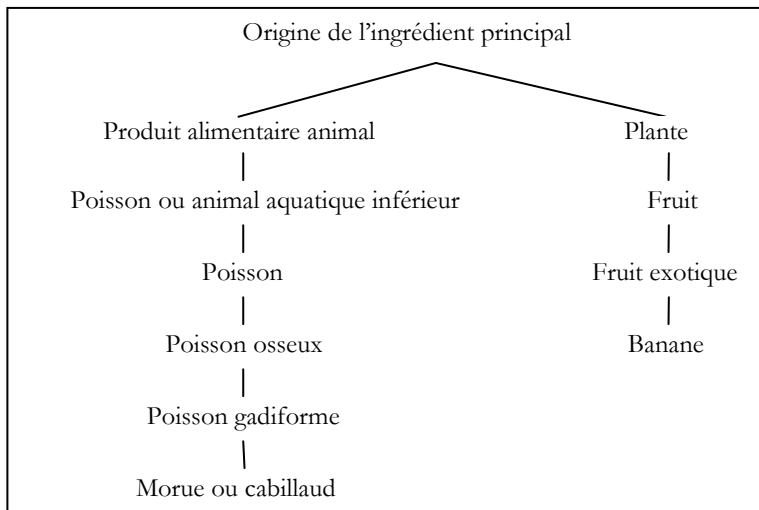 Origine de l’ingrédient principal
Produit alimentaire animal Plante
Poisson ou animal aquatique inférieur Fruit
Poisson Fruit exotique
Poisson osseux Banane
Poisson gadiforme
Morue ou cabillaud